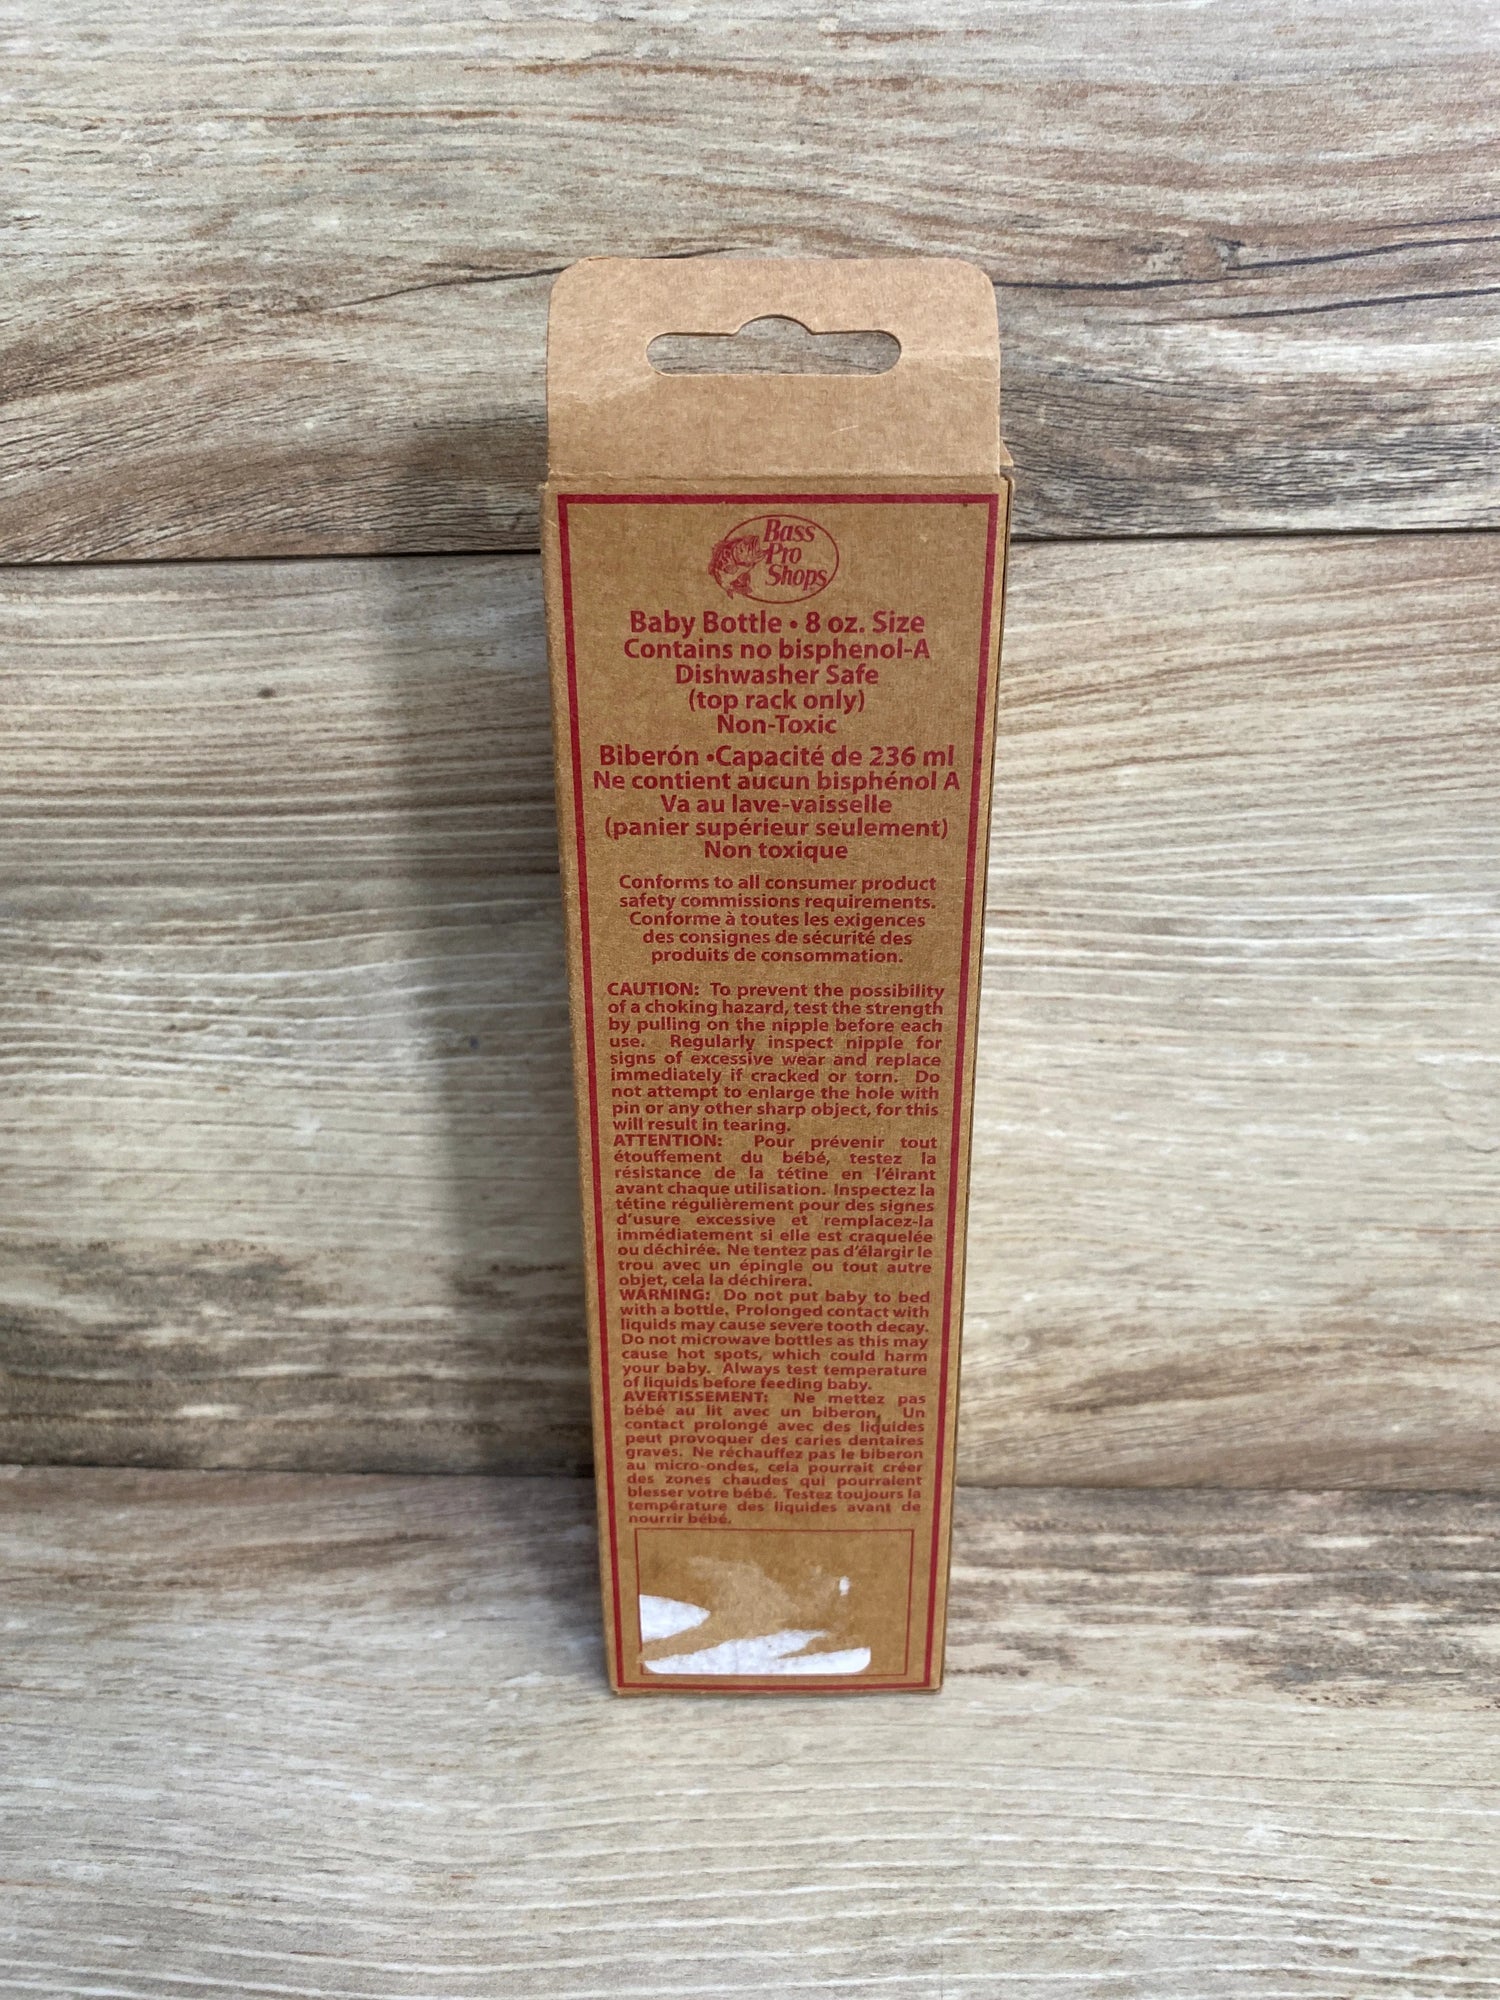 Bass
Pro
Shops
Baby Bottle • 8 oz. Size
Contains no bisphenol-A
Dishwasher Safe
(top rack only)
Non-Toxic
Biberón •Capacité de 236 ml
Ne contient aucun bisphénol A
Va au lave-vaisselle
(panier supérieur seulement)
Non toxique
Conforms to all consumer product
safety commissions requirements.
Conforme à toutes les exigences
des consignes de sécurité des
produits de consommation.
CAUTION: To prevent the possibility
of a choking hazard, test the strength
by pulling on the nipple before each
use. Regularly inspect nipple for
signs of excessive wear and replace
immediately if cracked or torn. Do
not attempt to enlarge the hole with
pin or any other sharp object, for this
will result in tearing.
ATTENTION: Pour prévenir tout
étouffement du bébé, testez la
résistance de la tétine en l'éirant
avant chaque utilisation. Inspectez la
tétine régulièrement pour des signes
d'usure excessive et remplacez-la
immédiatement si elle est craquelée
ou déchirée. Ne tentez pas d'élargir le
trou avec un épingle ou tout autre
objet, cela la déchirera.
WARNING: Do not put baby to bed
with a bottle. Prolonged contact with
liquids may cause severe tooth decay.
Do not microwave bottles as this may
cause hot spots, which could harm
your baby. Always test temperature
of liquids before feeding baby.
AVERTISSEMENT: Ne mettez pas
bébé au lit avec un biberon. Un
contact prolongé avec des liquides
peut provoquer des caries dentaires
graves. Ne réchauffez pas le biberon
au micro-ondes, cela pourrait créer
des zones chaudes qui pourraient
blesser votre bébé. Testez toujours la
température des liquides avant de
nourrir bébé.